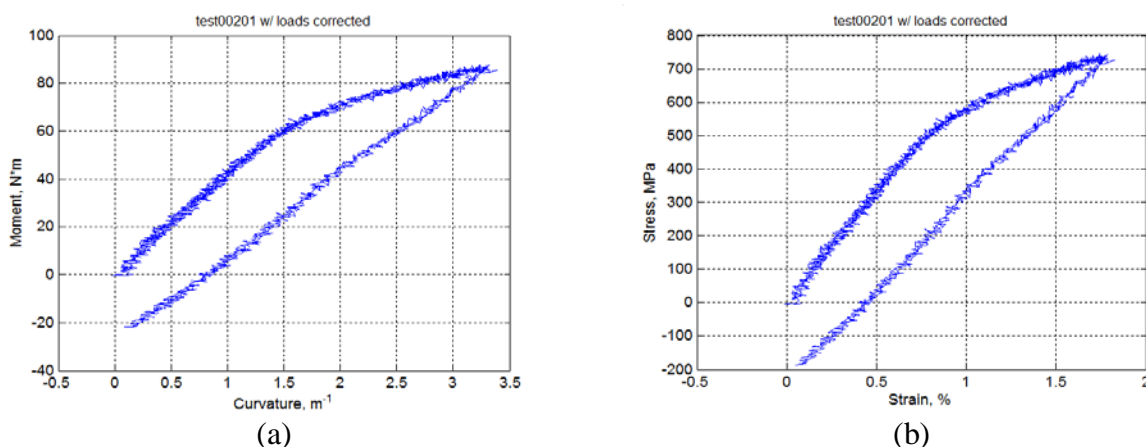 test00201 w/ loads corrected
100
80
60
40
20
0
-20
-40
Moment, N*m
-0.5 0 0.5 1 1.5 2 2.5 3 3.5
Curvature, m-1
(a)
test00201 w/ loads corrected
800
700
600
500
400
300
200
100
0
-100
-200
Stress, MPa
-0.5 0 0.5 1 1.5 2
Strain, %
(b)